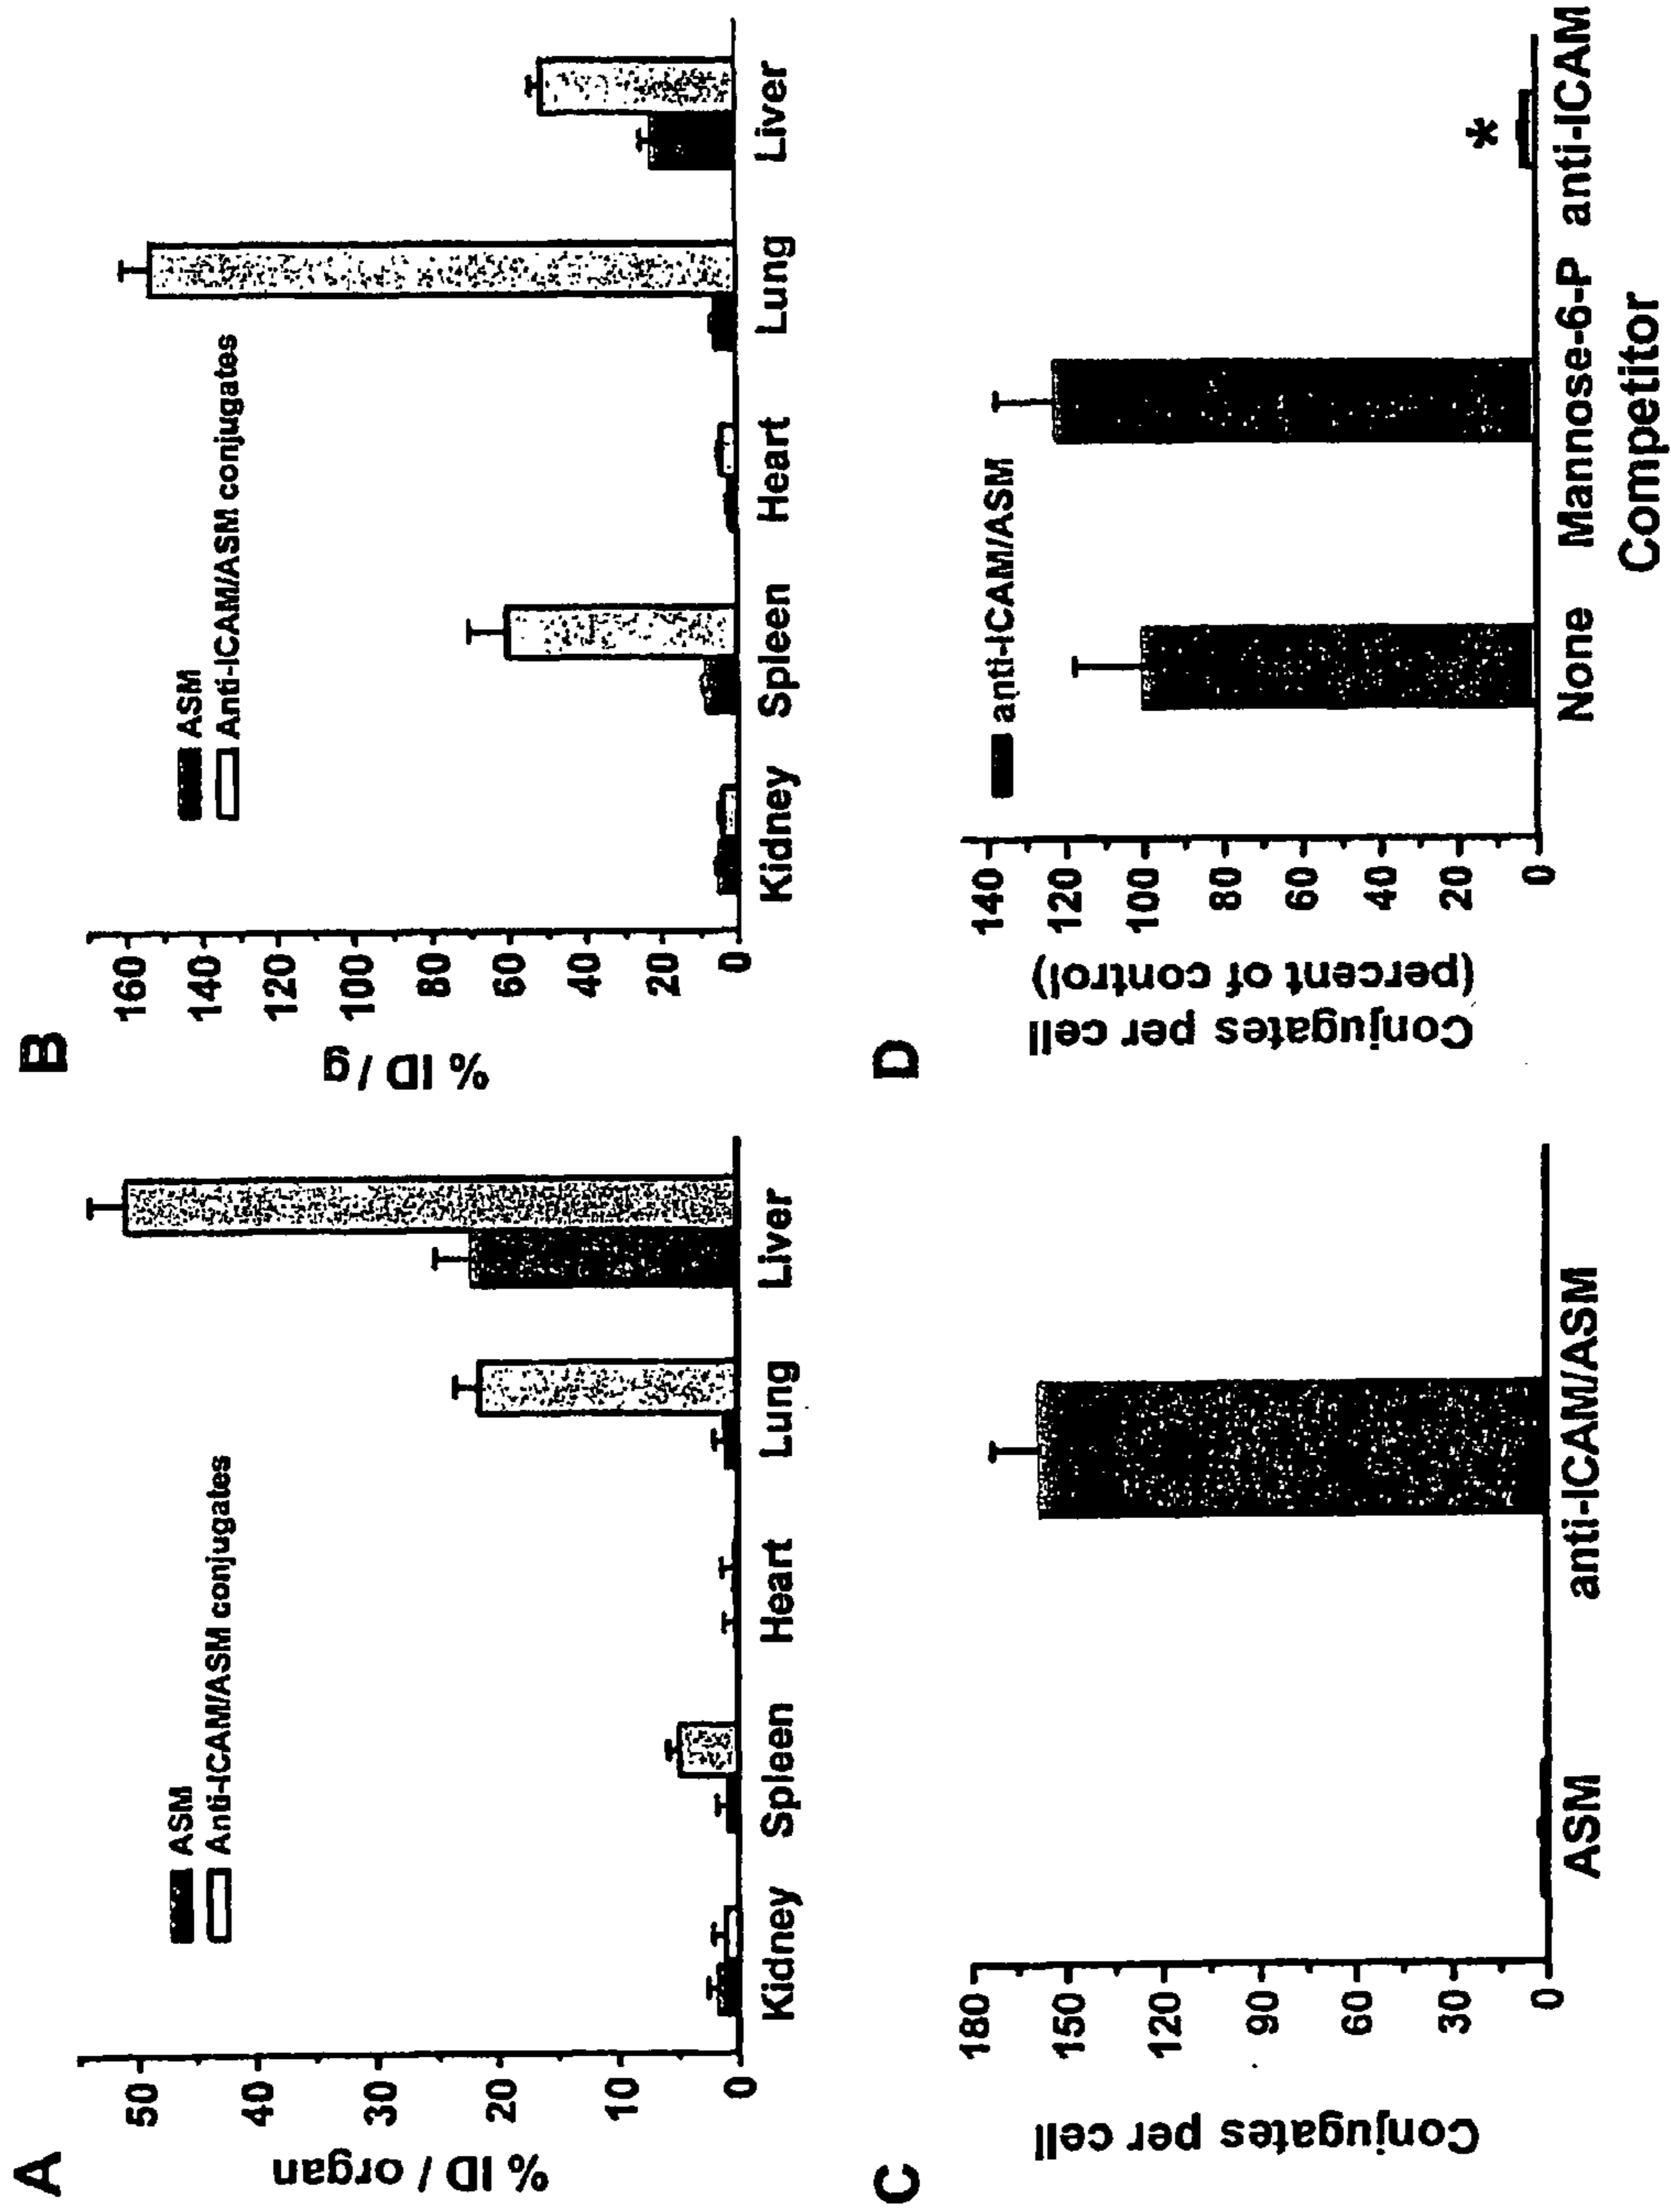 A
% ID / organ
50
40
30
20
10
0
ASM
Anti-ICAM/ASM conjugates
Kidney Spleen Heart Lung Liver
B
% ID / g
160
140
120
100
80
60
40
20
0
ASM
Anti-ICAM/ASM conjugates
Kidney Spleen Heart Lung Liver
C
Conjugates per cell
180
150
120
90
60
30
0
ASM anti-ICAM/ASM
D
Conjugates per cell
(percent of control)
140
120
100
80
60
40
20
0
anti-ICAM/ASM
*
None Mannose-6-P anti-ICAM
Competitor